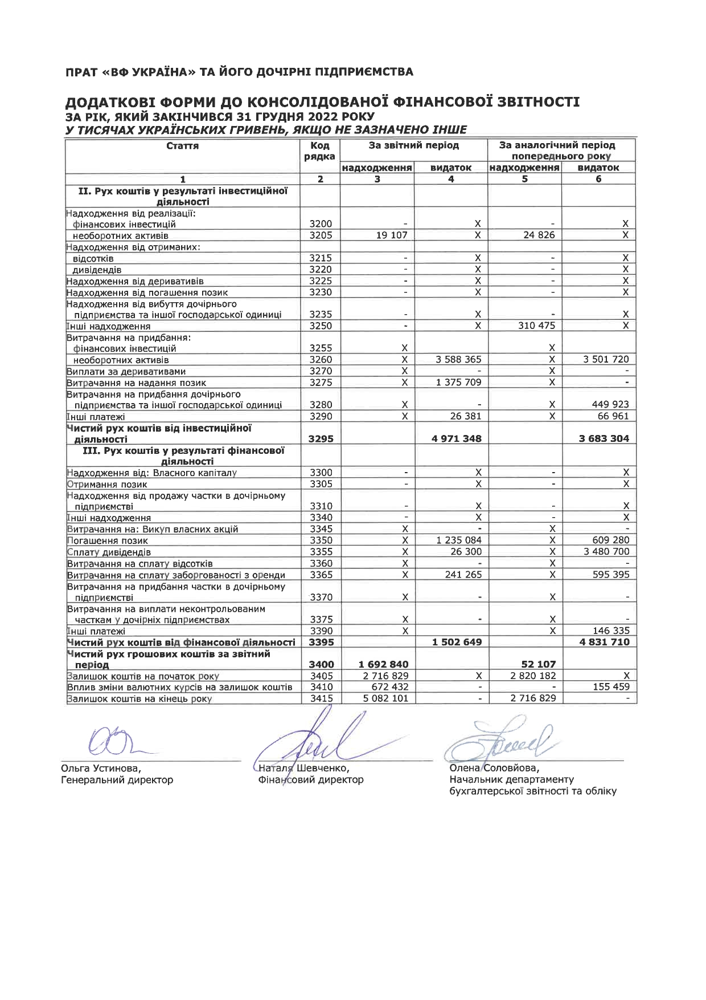 ПРАТ «ВФ УКРАЇНА» ТА ЙОГО ДОЧІРНІ ПІДПРИЄМСТВА
ДОДАТКОВІ ФОРМИ ДО КОНСОЛІДОВАНОЇ ФІНАНСОВОЇ ЗВІТНОСТІ
ЗА РІК, ЯКИЙ ЗАКІНЧИВСЯ 31 ГРУДНЯ 2022 РОКУ
У ТИСЯЧАХ УКРАЇНСЬКИХ ГРИВЕНЬ, ЯКЩО НЕ ЗАЗНАЧЕНО ІНШЕ
Стаття Код За звітний період За аналогічний період
рядка попереднього року
надходження видаток надходження видаток
1 2 3 4 5 6
II. Рух коштів у результаті інвестиційної
діяльності
Надходження від реалізації:
фінансових інвестицій 3200 - X - X
необоротних активів 3205 19 107 X 24 826 X
Надходження від отриманих:
відсотків 3215 - X - X
дивідендів 3220 - X - X
Надходження від деривативів 3225 - X - X
Надходження від погашення позик 3230 - X - X
Надходження від вибуття дочірнього
підприємства та іншої господарської одиниці 3235 - X - X
Інші надходження 3250 - X 310 475 X
Витрачання на придбання:
фінансових інвестицій 3255 X X
необоротних активів 3260 X 3 588 365 X 3 501 720
Виплати за деривативами 3270 X - X -
Витрачання на надання позик 3275 X 1 375 709 X -
Витрачання на придбання дочірнього
підприємства та іншої господарської одиниці 3280 X - X 449 923
Інші платежі 3290 X 26 381 X 66 961
Чистий рух коштів від інвестиційної
діяльності 3295 4 971 348 3 683 304
III. Рух коштів у результаті фінансової
діяльності
Надходження від: Власного капіталу 3300 - X - X
Отримання позик 3305 - X - X
Надходження від продажу частки в дочірньому
підприємстві 3310 - X - X
Інші надходження 3340 - X - X
Витрачання на: Викуп власних акцій 3345 X - X -
Погашення позик 3350 X 1 235 084 X 609 280
Сплату дивідендів 3355 X 26 300 X 3 480 700
Витрачання на сплату відсотків 3360 X - X -
Витрачання на сплату заборгованості з оренди 3365 X 241 265 X 595 395
Витрачання на придбання частки в дочірньому
підприємстві 3370 X - X -
Витрачання на виплати неконтрольованим
часткам у дочірніх підприємствах 3375 X - X -
Інші платежі 3390 X X 146 335
Чистий рух коштів від фінансової діяльності 3395 1 502 649 4 831 710
Чистий рух грошових коштів за звітний
період 3400 1 692 840 52 107
Залишок коштів на початок року 3405 2 716 829 X 2 820 182 X
Вплив зміни валютних курсів на залишок коштів 3410 672 432 - - 155 459
Залишок коштів на кінець року 3415 5 082 101 - 2 716 829 -
Ольга Устинова, Наталя Шевченко, Олена Соловйова,
Генеральний директор Фінансовий директор Начальник департаменту
бухгалтерської звітності та обліку